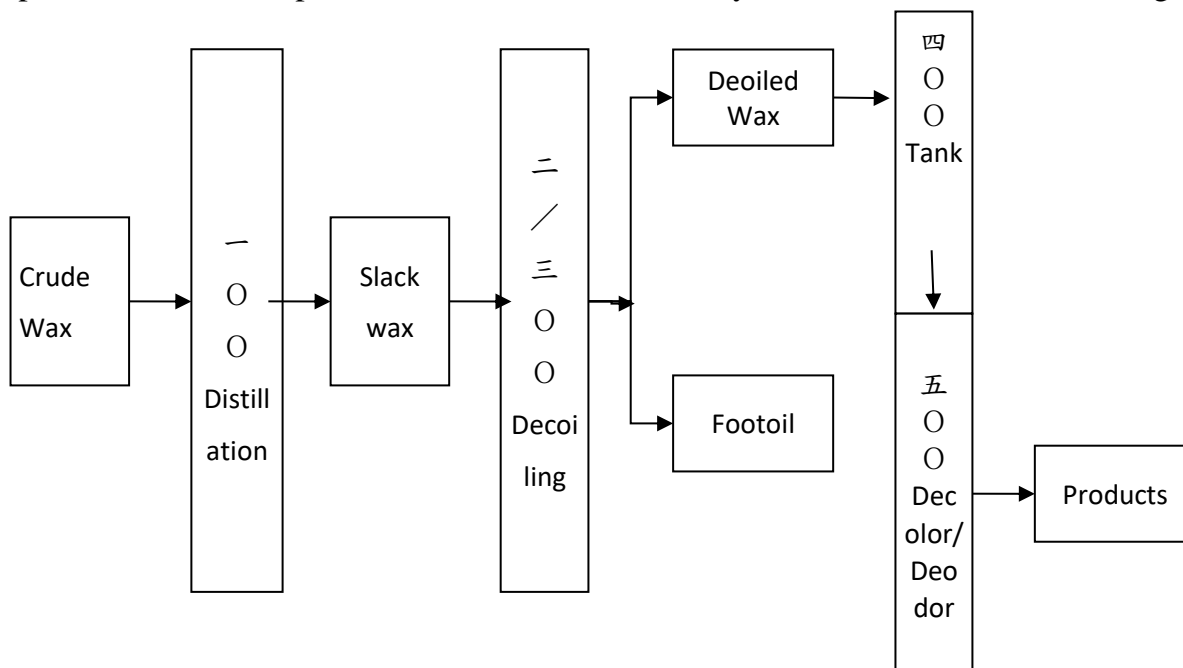 Crude
Wax
一
〇
〇
Distill
ation
Slack
wax
二
／
三
〇
〇
Decoi
ling
Deoiled
Wax
Footoil
四
〇
〇
Tank
五
〇
〇
Dec
olor/
Deo
dor
Products